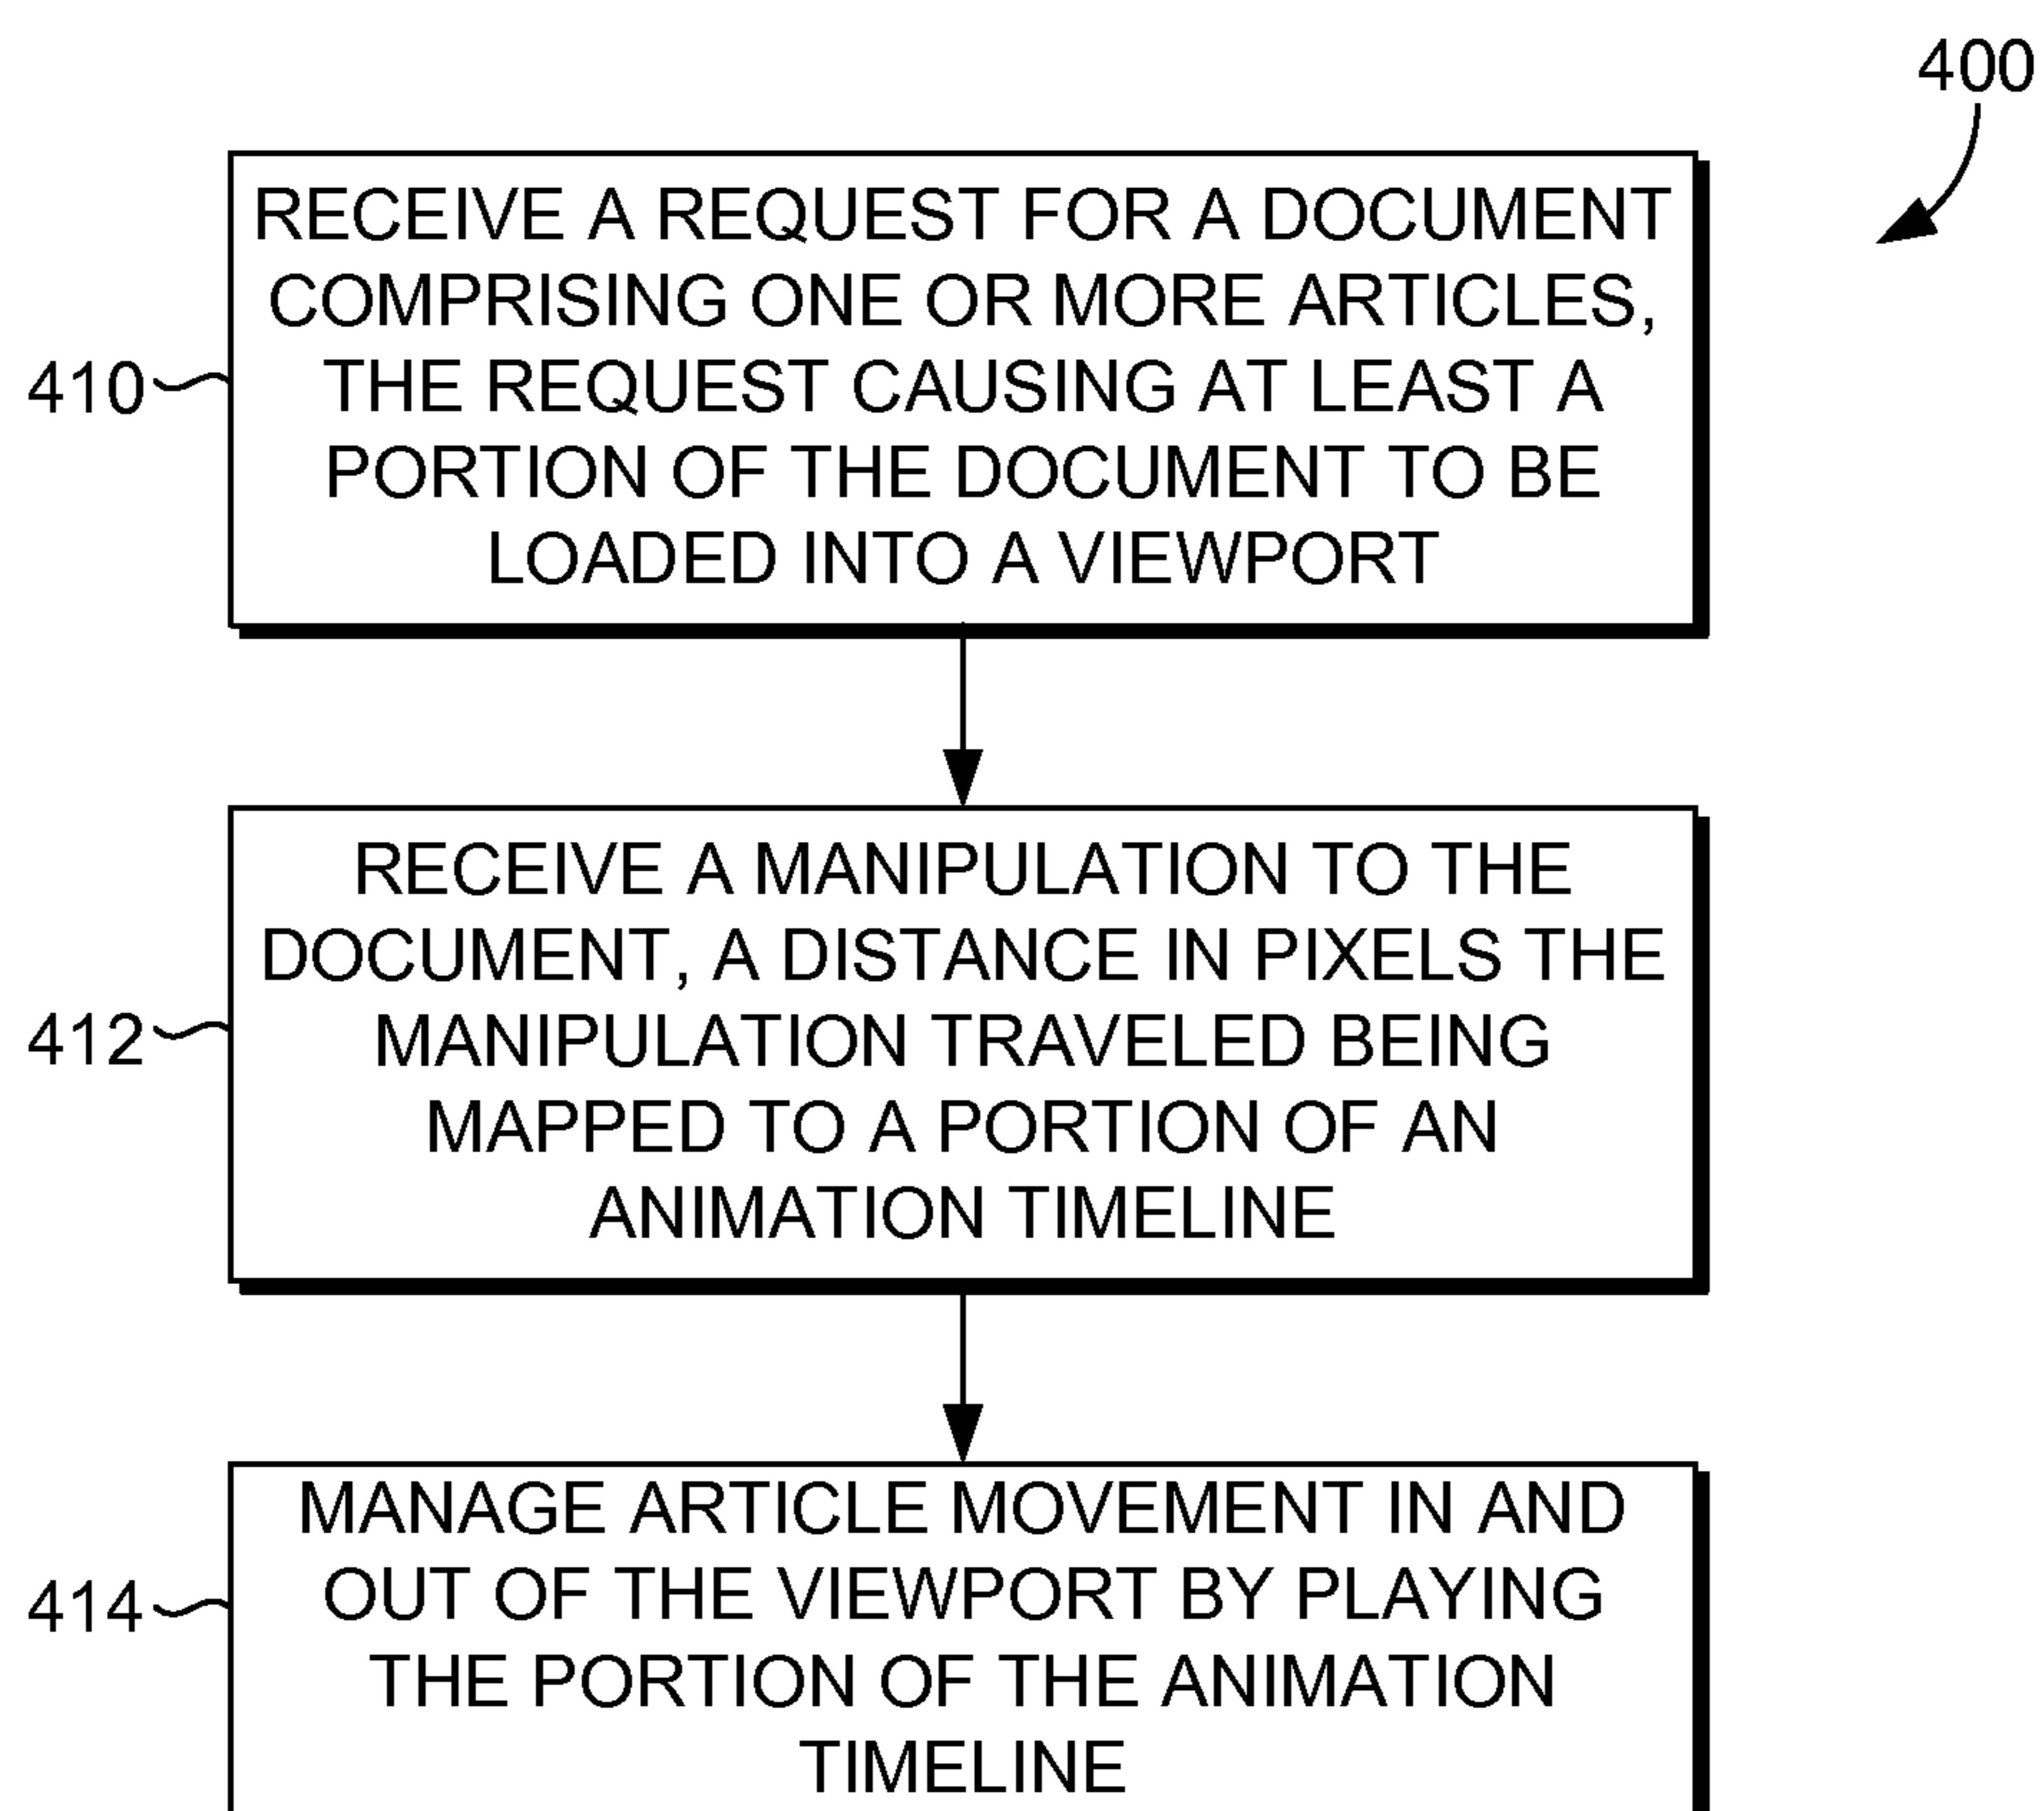 400
RECEIVE A REQUEST FOR A DOCUMENT
COMPRISING ONE OR MORE ARTICLES,
THE REQUEST CAUSING AT LEAST A
PORTION OF THE DOCUMENT TO BE
LOADED INTO A VIEWPORT
410
RECEIVE A MANIPULATION TO THE
DOCUMENT, A DISTANCE IN PIXELS THE
MANIPULATION TRAVELED BEING
MAPPED TO A PORTION OF AN
ANIMATION TIMELINE
412
MANAGE ARTICLE MOVEMENT IN AND
OUT OF THE VIEWPORT BY PLAYING
THE PORTION OF THE ANIMATION
TIMELINE
414